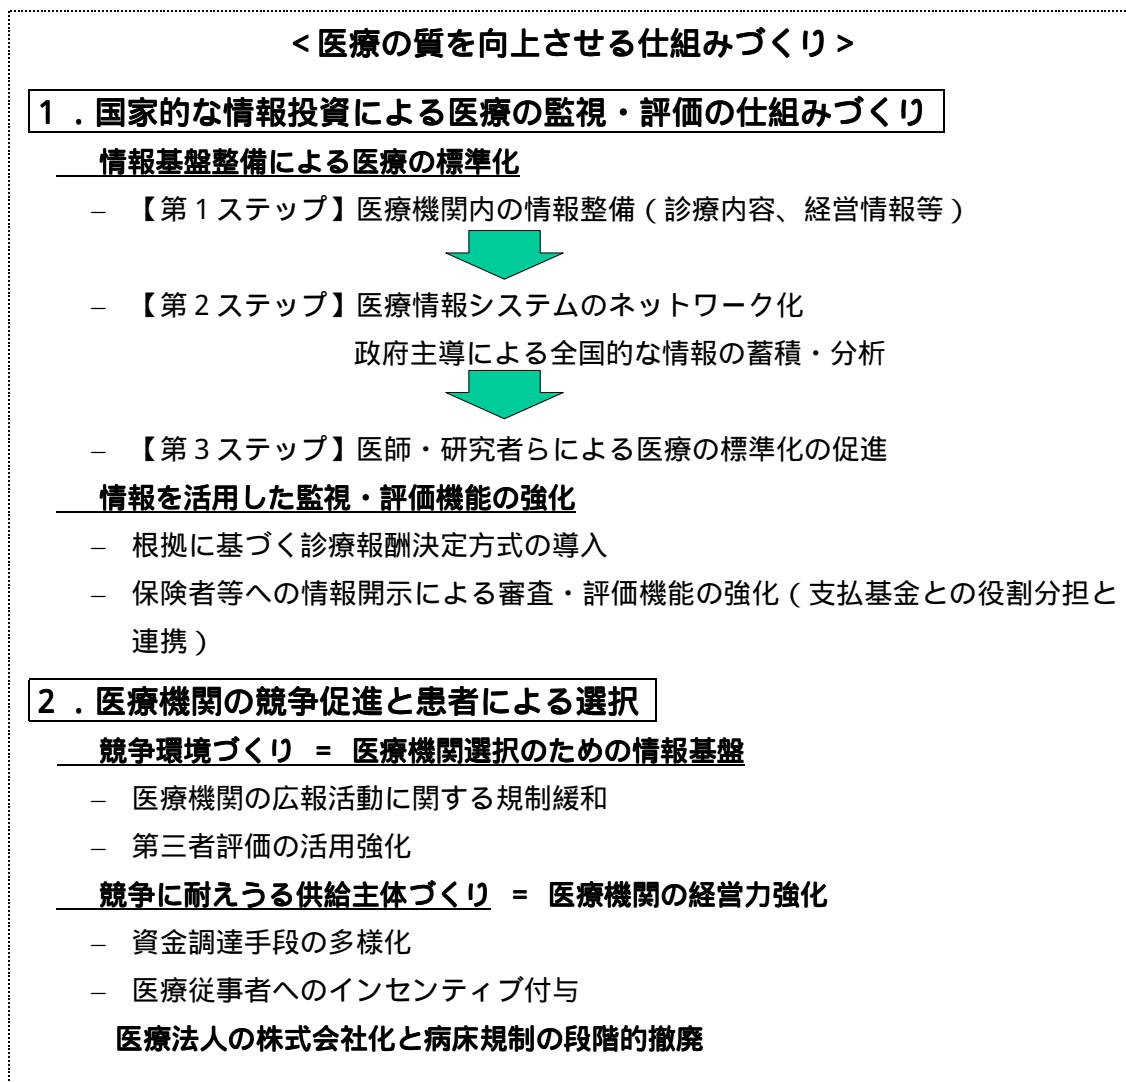 <医療の質を向上させる仕組みづくり>
1．国家的な情報投資による医療の監視・評価の仕組みづくり
情報基盤整備による医療の標準化
– 【第1ステップ】医療機関内の情報整備（診療内容、経営情報等）
– 【第2ステップ】医療情報システムのネットワーク化
政府主導による全国的な情報の蓄積・分析
– 【第3ステップ】医師・研究者らによる医療の標準化の促進
情報を活用した監視・評価機能の強化
– 根拠に基づく診療報酬決定方式の導入
– 保険者等への情報開示による審査・評価機能の強化（支払基金との役割分担と
連携）
2．医療機関の競争促進と患者による選択
競争環境づくり = 医療機関選択のための情報基盤
– 医療機関の広報活動に関する規制緩和
– 第三者評価の活用強化
競争に耐えうる供給主体づくり = 医療機関の経営力強化
– 資金調達手段の多様化
– 医療従事者へのインセンティブ付与
医療法人の株式会社化と病床規制の段階的撤廃